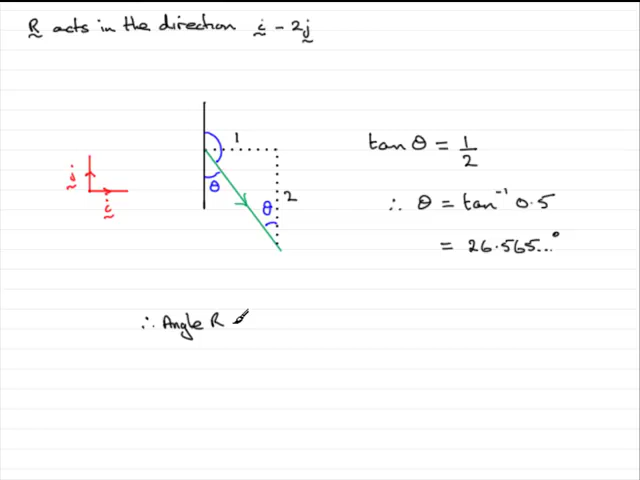 R acts in the direction i - 2j
1
j
i
θ
θ
2
tan θ = 1/2
∴ θ = tan⁻¹ 0.5
= 26.565...°
∴ Angle R